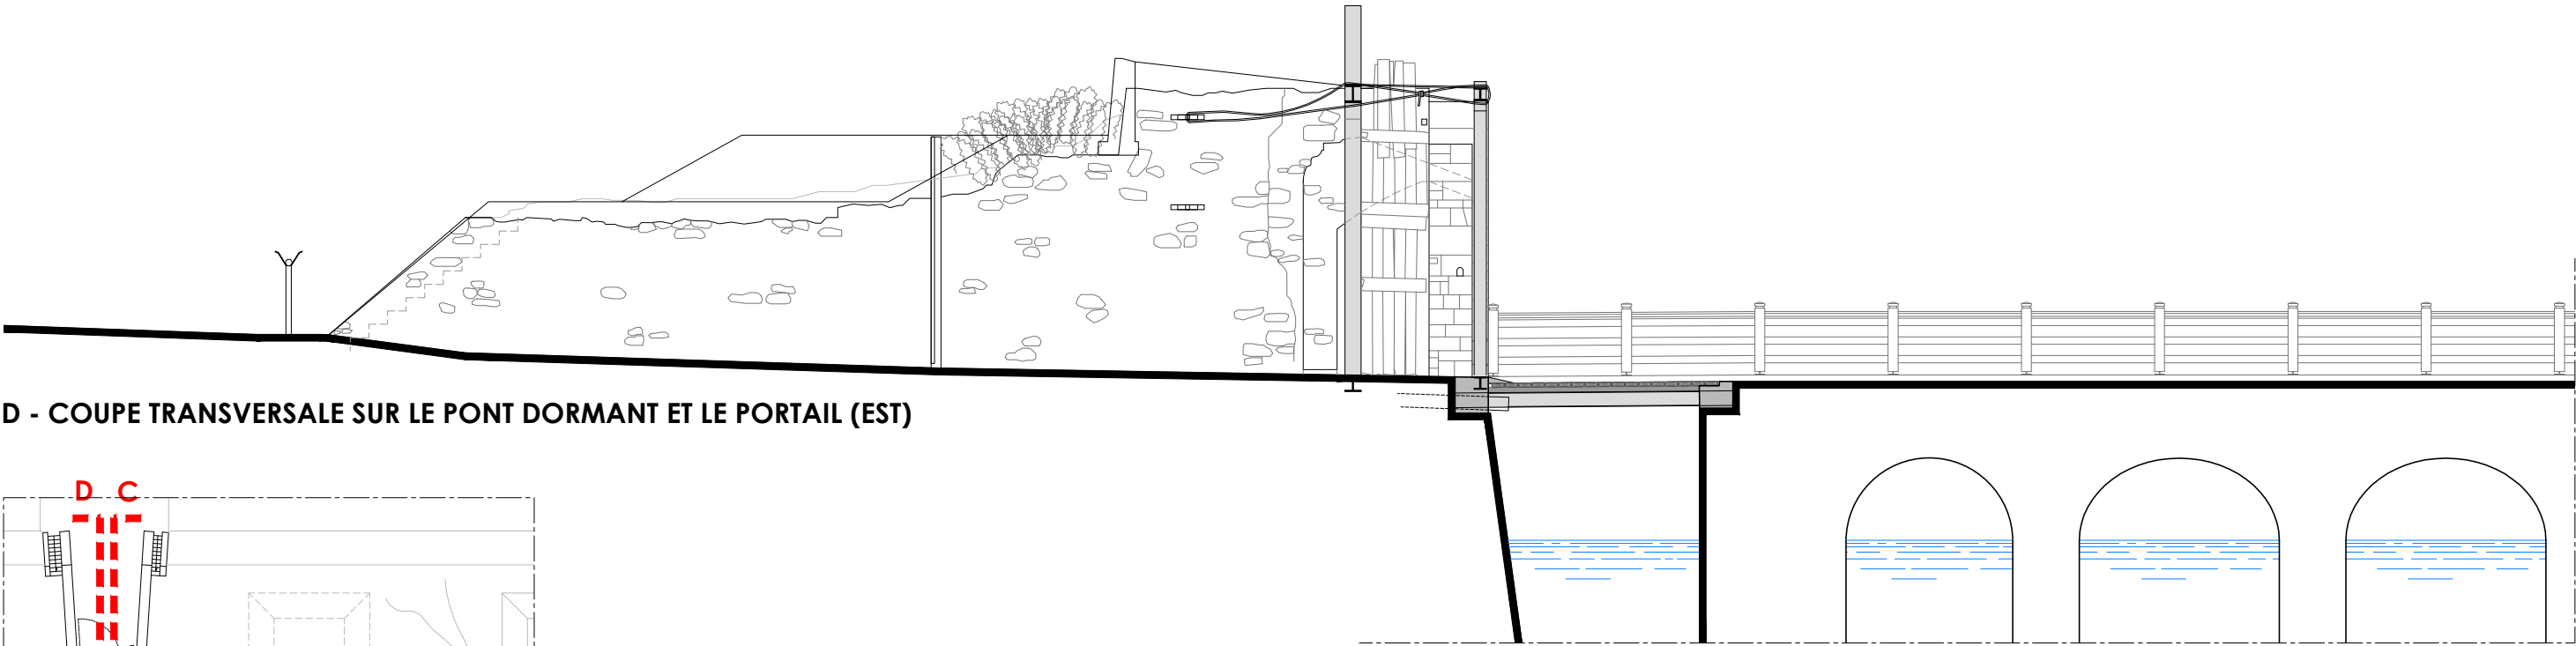 D - COUPE TRANSVERSALE SUR LE PONT DORMANT ET LE PORTAIL (EST)
D C